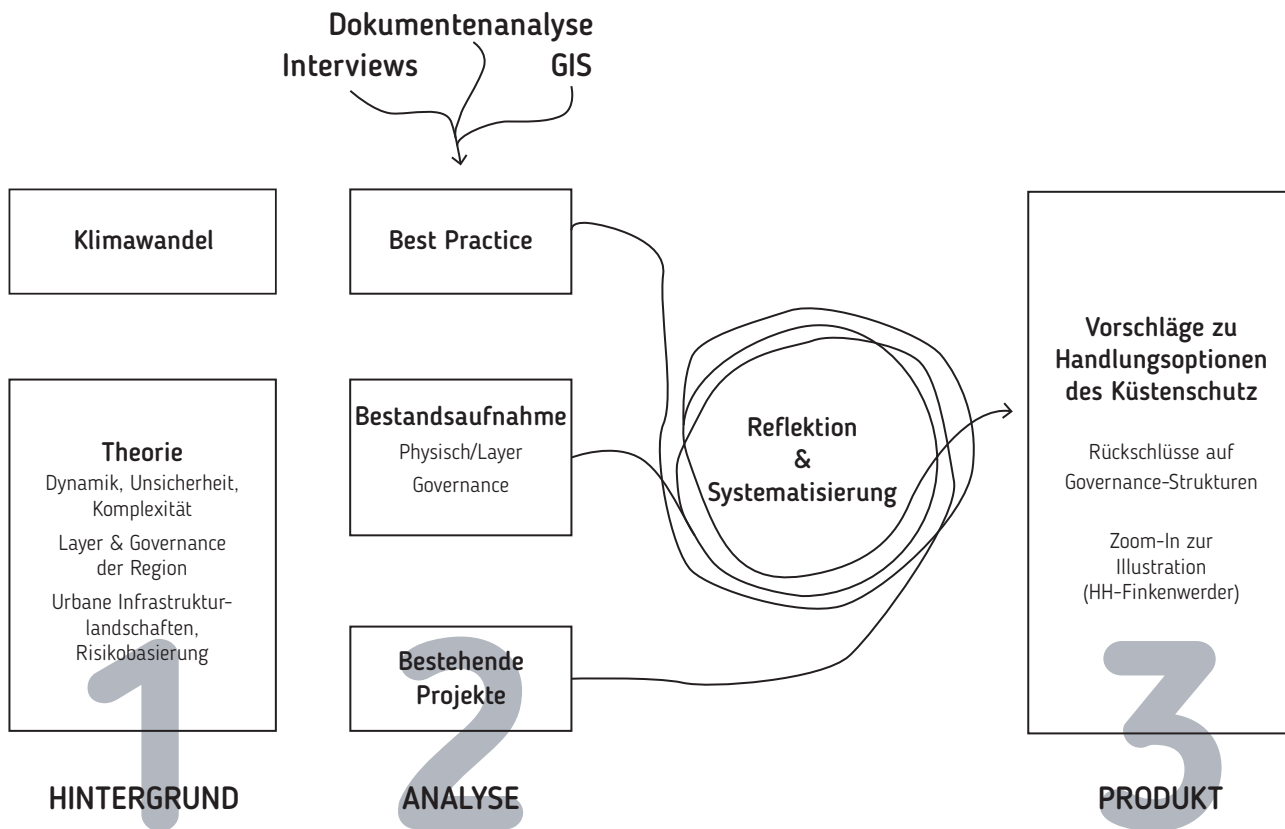 Dokumentenanalyse
Interviews
GIS
Klimawandel
Theorie
Dynamik, Unsicherheit,
Komplexität
Layer & Governance
der Region
Urbane Infrastruktur-
landschaften,
Risikobasierung
1
HINTERGRUND
Best Practice
Bestandsaufnahme
Physisch/Layer
Governance
Bestehende
Projekte
2
ANALYSE
Reflektion
&
Systematisierung
Vorschläge zu
Handlungsoptionen
des Küstenschutz
Rückschlüsse auf
Governance-Strukturen
Zoom-In zur
Illustration
(HH-Finkenwerder)
3
PRODUKT